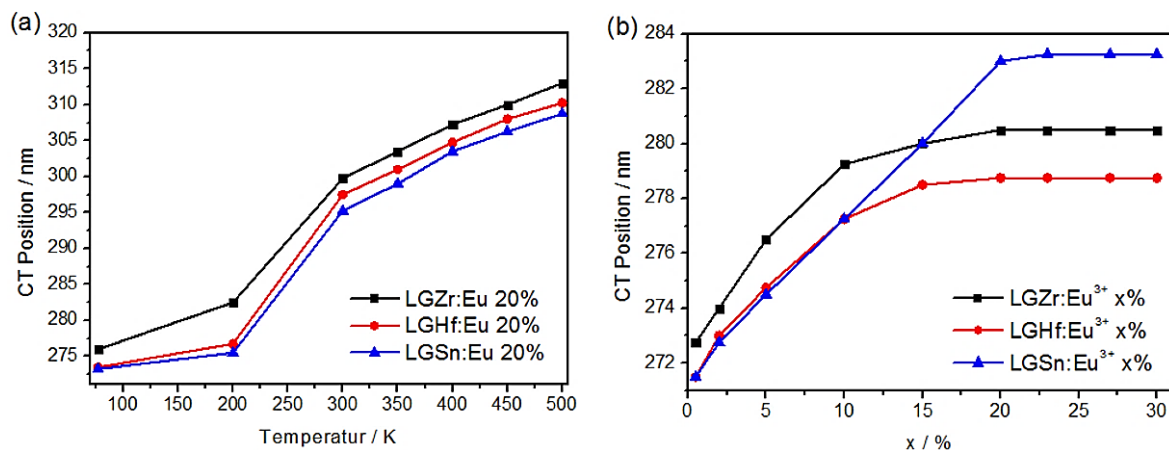 (a)
CT Position / nm
320
315
310
305
300
295
290
285
280
275
100 150 200 250 300 350 400 450 500
Temperatur / K
LGZr:Eu 20%
LGHf:Eu 20%
LGSn:Eu 20%
(b)
CT Position / nm
284
282
280
278
276
274
272
0 5 10 15 20 25 30
x / %
LGZr:Eu³⁺ x%
LGHf:Eu³⁺ x%
LGSn:Eu³⁺ x%